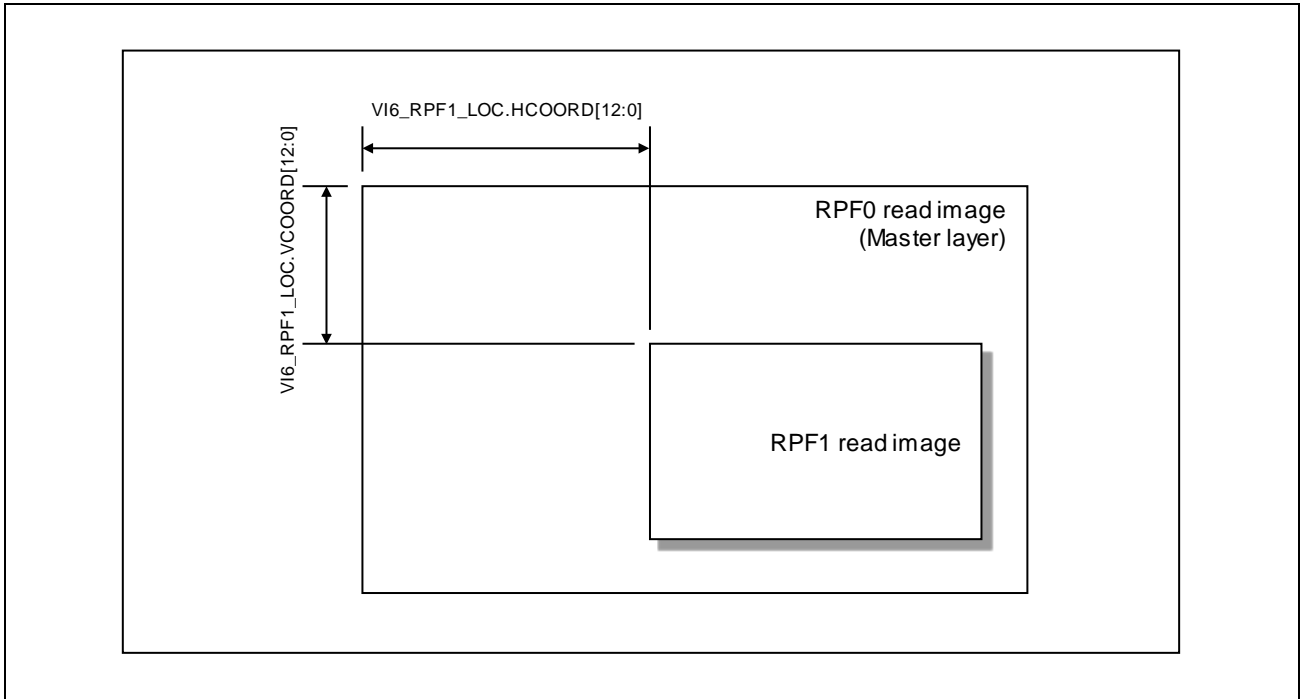 VI6_RPF1_LOC.HCOORD[12:0]
VI6_RPF1_LOC.VCOORD[12:0]
RPF0 read image
(Master layer)
RPF1 read image